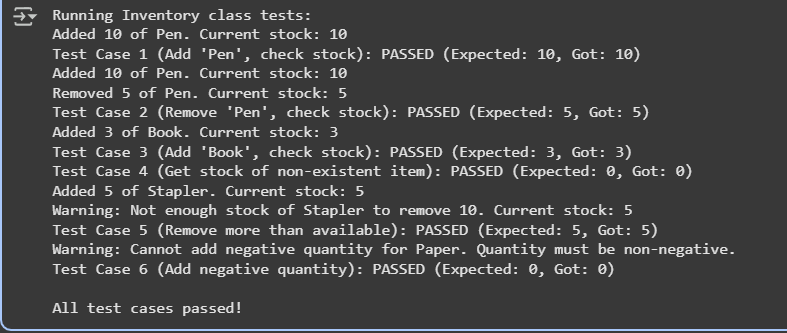 Running Inventory class tests:
Added 10 of Pen. Current stock: 10
Test Case 1 (Add 'Pen', check stock): PASSED (Expected: 10, Got: 10)
Added 10 of Pen. Current stock: 10
Removed 5 of Pen. Current stock: 5
Test Case 2 (Remove 'Pen', check stock): PASSED (Expected: 5, Got: 5)
Added 3 of Book. Current stock: 3
Test Case 3 (Add 'Book', check stock): PASSED (Expected: 3, Got: 3)
Test Case 4 (Get stock of non-existent item): PASSED (Expected: 0, Got: 0)
Added 5 of Stapler. Current stock: 5
Warning: Not enough stock of Stapler to remove 10. Current stock: 5
Test Case 5 (Remove more than available): PASSED (Expected: 5, Got: 5)
Warning: Cannot add negative quantity for Paper. Quantity must be non-negative.
Test Case 6 (Add negative quantity): PASSED (Expected: 0, Got: 0)
All test cases passed!